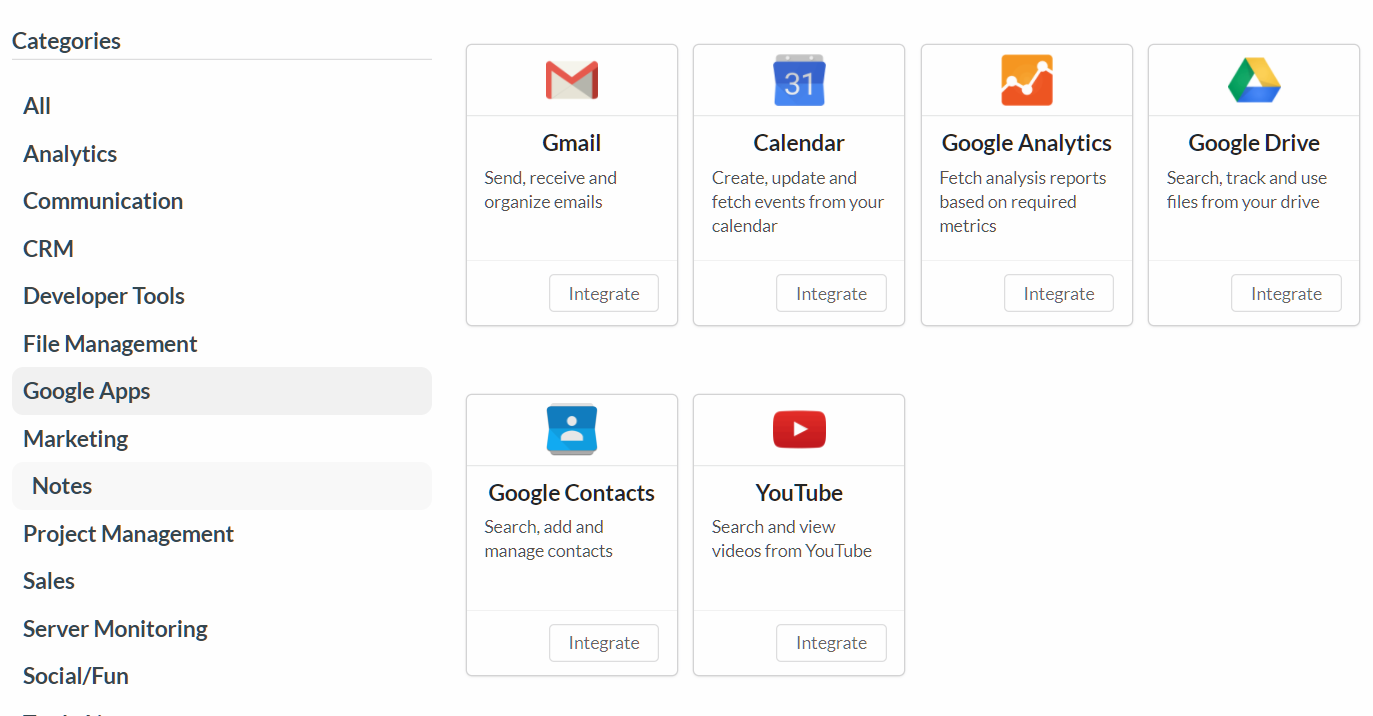 Categories
All
Analytics
Communication
CRM
Developer Tools
File Management
Google Apps
Marketing
Notes
Project Management
Sales
Server Monitoring
Social/Fun
Gmail
Send, receive and
organize emails
Integrate
31
Calendar
Create, update and
fetch events from your
calendar
Integrate
Google Analytics
Fetch analysis reports
based on required
metrics
Integrate
Google Drive
Search, track and use
files from your drive
Integrate
Google Contacts
Search, add and
manage contacts
Integrate
YouTube
Search and view
videos from YouTube
Integrate